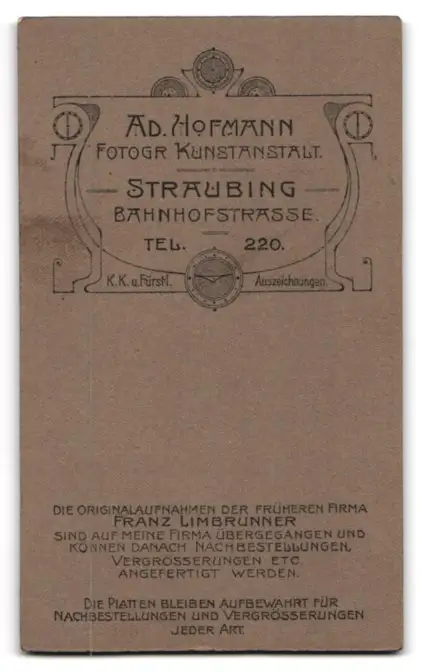 AD. HOFMANN
FOTOGR KUNSTANSTALT.
STRAUBING
BAHNHOFSTRASSE.
TEL. 220.
K. K. u. Fürstl. Auszeichnungen.
DIE ORIGINALAUFNAHMEN DER FRÜHEREN FIRMA
FRANZ LIMBRUNNER
SIND AUF MEINE FIRMA ÜBERGEGANGEN UND
KÖNNEN DANACH NACHBESTELLUNGEN,
VERGRÖSSERUNGEN ETC.
ANGEFERTIGT WERDEN.
DIE PLATTEN BLEIBEN AUFBEWAHRT FÜR
NACHBESTELLUNGEN UND VERGRÖSSERUNGEN
JEDER ART.